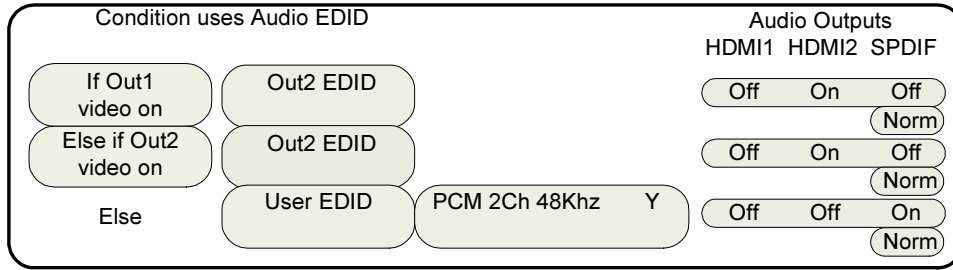 Condition uses Audio EDID
Audio Outputs
HDMI1 HDMI2 SPDIF
If Out1
video on
Out2 EDID
Off On Off
Norm
Else if Out2
video on
Out2 EDID
Off On Off
Norm
Else
User EDID
PCM 2Ch 48Khz Y
Off Off On
Norm